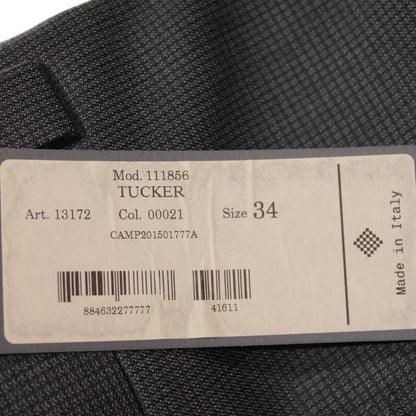 Mod. 111856
TUCKER
Art. 13172 Col. 00021 Size 34
CAMP201501777A
884632277777 41611
Made in Italy